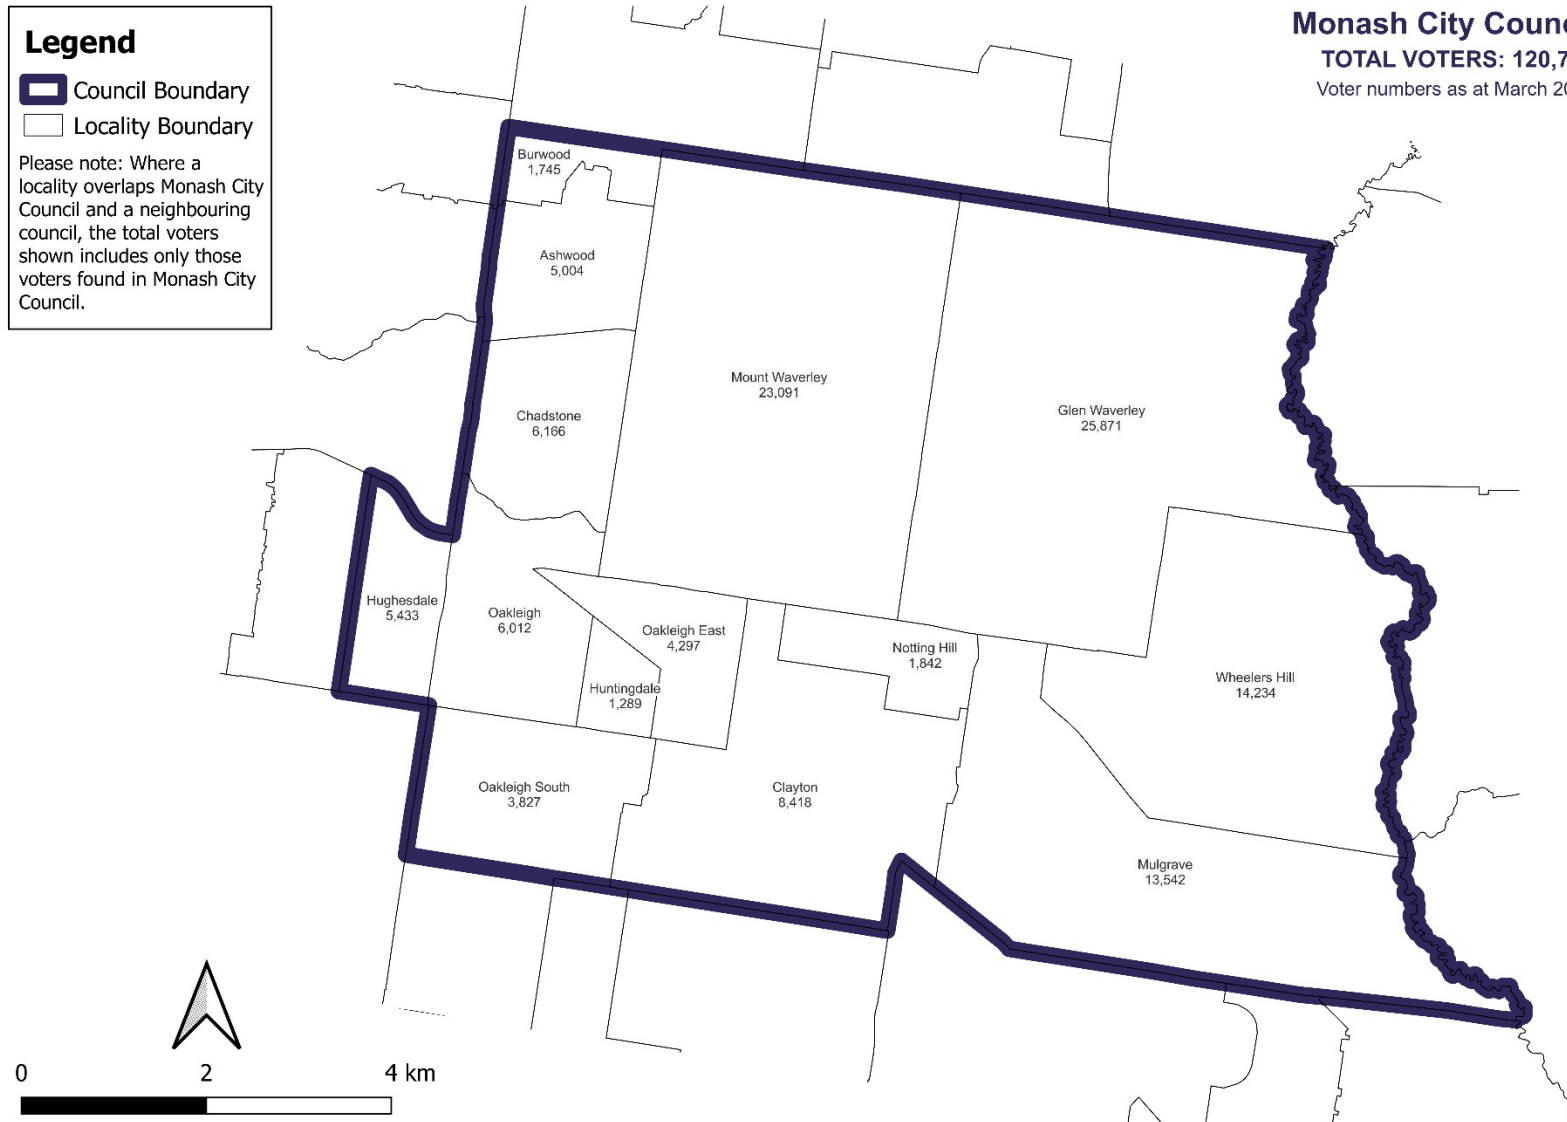 Legend
Council Boundary
Locality Boundary
Please note: Where a
locality overlaps Monash City
Council and a neighbouring
council, the total voters
shown includes only those
voters found in Monash City
Council.
Monash City Counc
TOTAL VOTERS: 120,7
Voter numbers as at March 20
Burwood
1,745
Ashwood
5,004
Mount Waverley
23,091
Glen Waverley
25,871
Chadstone
6,166
Hughesdale
5,433
Oakleigh
6,012
Oakleigh East
4,297
Notting Hill
1,842
Huntingdale
1,289
Wheelers Hill
14,234
Oakleigh South
3,827
Clayton
8,418
Mulgrave
13,542
0 2 4 km